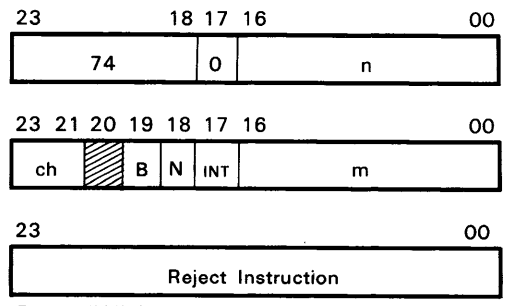 23 18 17 16 00
74 0 n
23 21 20 19 18 17 16 00
ch B N INT m
23 00
Reject Instruction